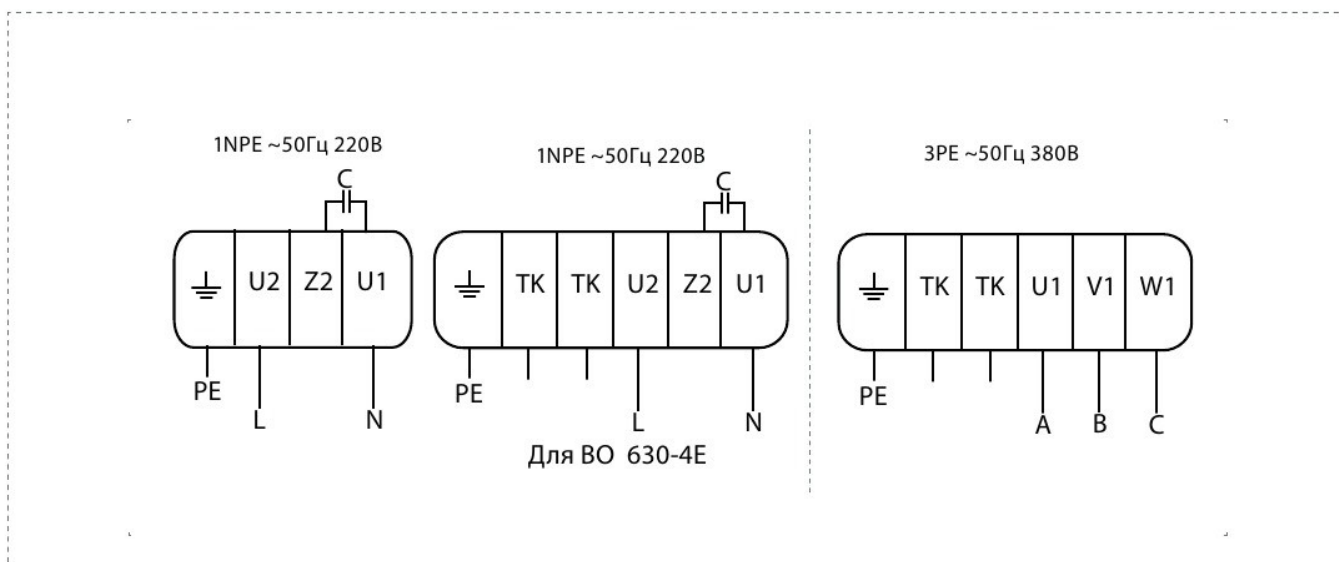 1NPE ~50Гц 220В
C
U2 Z2 U1
PE
L N
1NPE ~50Гц 220В
C
TK TK U2 Z2 U1
PE
L N
Для ВО 630-4Е
3PE ~50Гц 380В
TK TK U1 V1 W1
PE
A B C